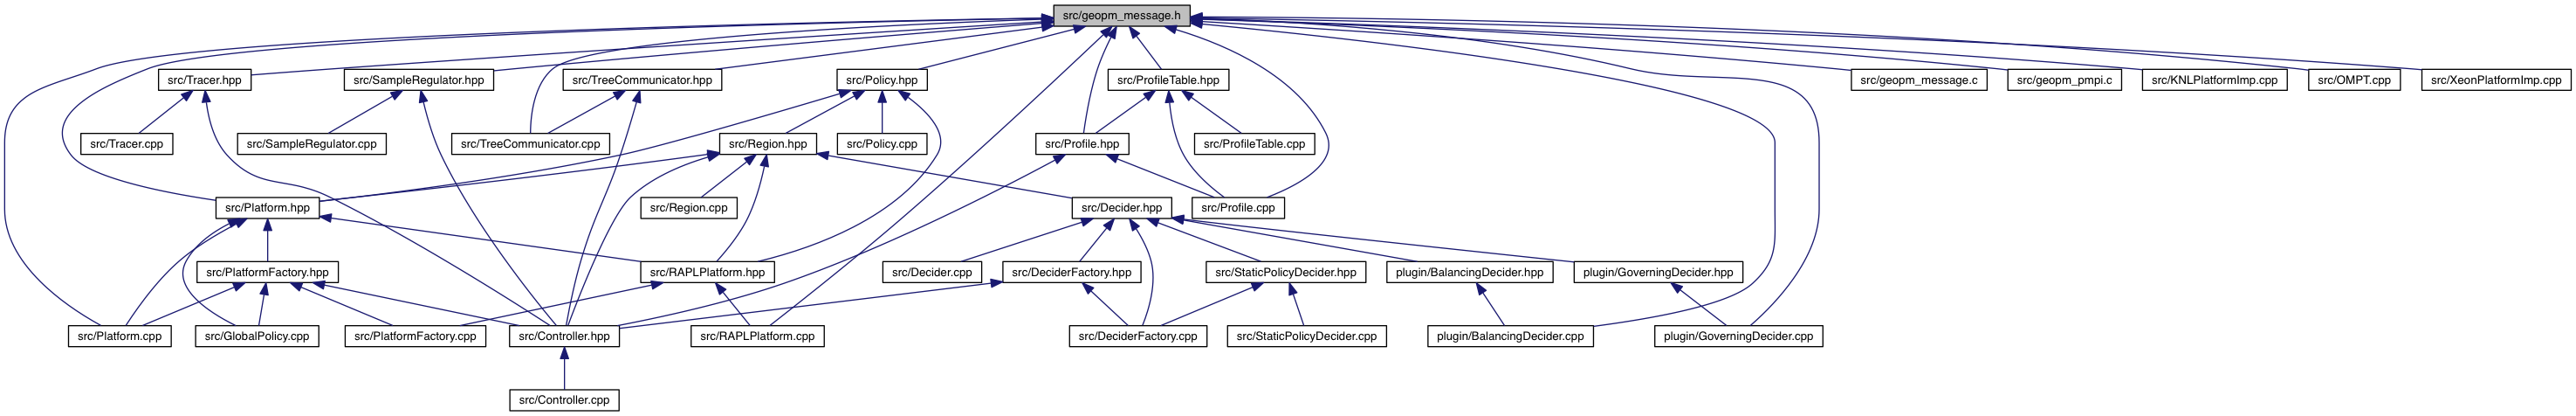 src/geopm_message.h
src/Tracer.hpp
src/SampleRegulator.hpp
src/TreeCommunicator.hpp
src/Policy.hpp
src/ProfileTable.hpp
src/geopm_message.c
src/geopm_pmpi.c
src/KNLPlatformImp.cpp
src/OMPT.cpp
src/XeonPlatformImp.cpp
src/Tracer.cpp
src/SampleRegulator.cpp
src/TreeCommunicator.cpp
src/Region.hpp
src/Policy.cpp
src/Profile.hpp
src/ProfileTable.cpp
src/Platform.hpp
src/Region.cpp
src/Decider.hpp
src/Profile.cpp
src/PlatformFactory.hpp
src/RAPLPlatform.hpp
src/Decider.cpp
src/DeciderFactory.hpp
src/StaticPolicyDecider.hpp
plugin/BalancingDecider.hpp
plugin/GoverningDecider.hpp
src/Platform.cpp
src/GlobalPolicy.cpp
src/PlatformFactory.cpp
src/Controller.hpp
src/RAPLPlatform.cpp
src/DeciderFactory.cpp
src/StaticPolicyDecider.cpp
plugin/BalancingDecider.cpp
plugin/GoverningDecider.cpp
src/Controller.cpp